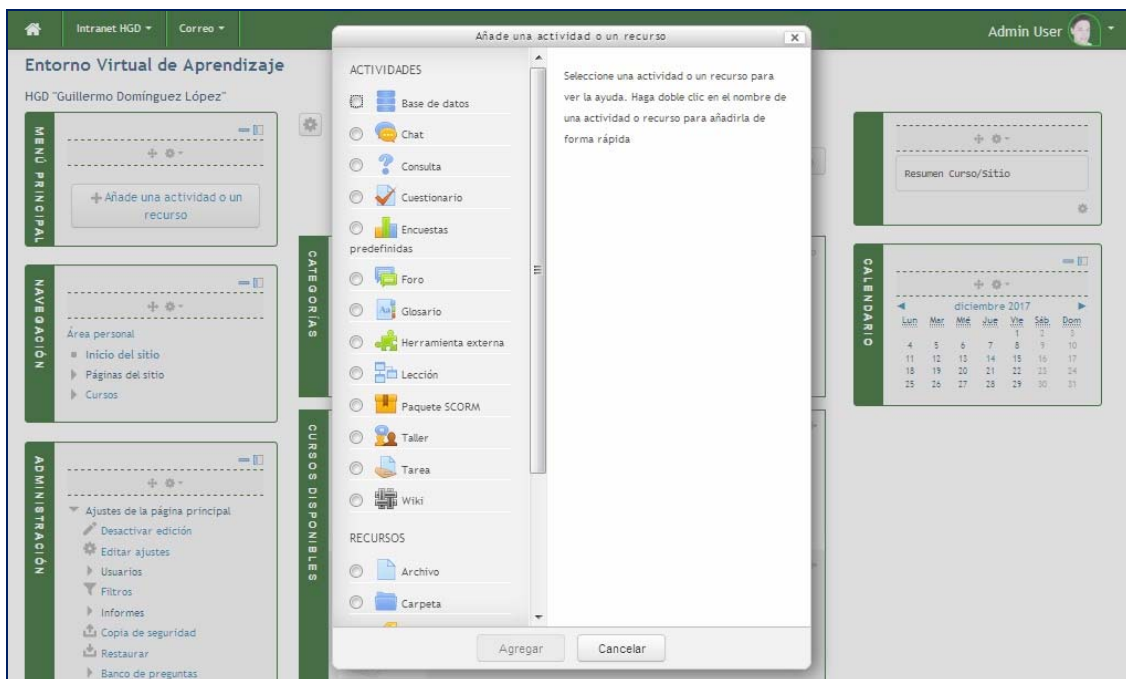 Intranet HGD
Correo
Admin User
Entorno Virtual de Aprendizaje
HGD "Guillermo Domínguez López"
MENÚ PRINCIPAL
Añade una actividad o un
recurso
NAVEGACIÓN
Área personal
Inicio del sitio
Páginas del sitio
Cursos
ADMINISTRACIÓN
Ajustes de la página principal
Desactivar edición
Editar ajustes
Usuarios
Filtros
Informes
Copia de seguridad
Restaurar
Banco de preguntas
CATEGORÍAS
CURSOS DISPONIBLES
Añade una actividad o un recurso
x
ACTIVIDADES
Base de datos
Chat
Consulta
Cuestionario
Encuestas
predefinidas
Foro
Glosario
Herramienta externa
Lección
Paquete SCORM
Taller
Tarea
Wiki
RECURSOS
Archivo
Carpeta
Seleccione una actividad o un recurso para
ver la ayuda. Haga doble clic en el nombre de
una actividad o recurso para añadirla de
forma rápida
Agregar
Cancelar
Resumen Curso/Sitio
CALENDARIO
diciembre 2017
Lun Mar Mié Jue Vie Sáb Dom
1 2 3
4 5 6 7 8 9 10
11 12 13 14 15 16 17
18 19 20 21 22 23 24
25 26 27 28 29 30 31